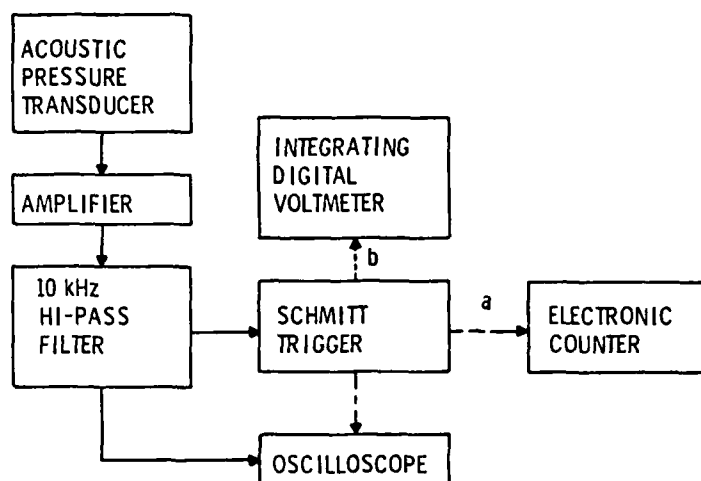 ACOUSTIC
PRESSURE
TRANSDUCER
AMPLIFIER
10 kHz
HI-PASS
FILTER
INTEGRATING
DIGITAL
VOLTMETER
b
SCHMITT
TRIGGER
a
ELECTRONIC
COUNTER
OSCILLOSCOPE